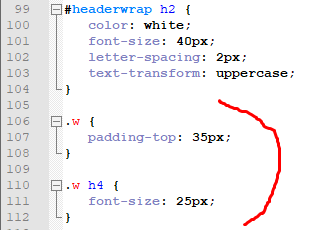 99 #headerwrap h2 {
100 color: white;
101 font-size: 40px;
102 letter-spacing: 2px;
103 text-transform: uppercase;
104 }
105
106 .w {
107 padding-top: 35px;
108 }
109
110 .w h4 {
111 font-size: 25px;
112 }